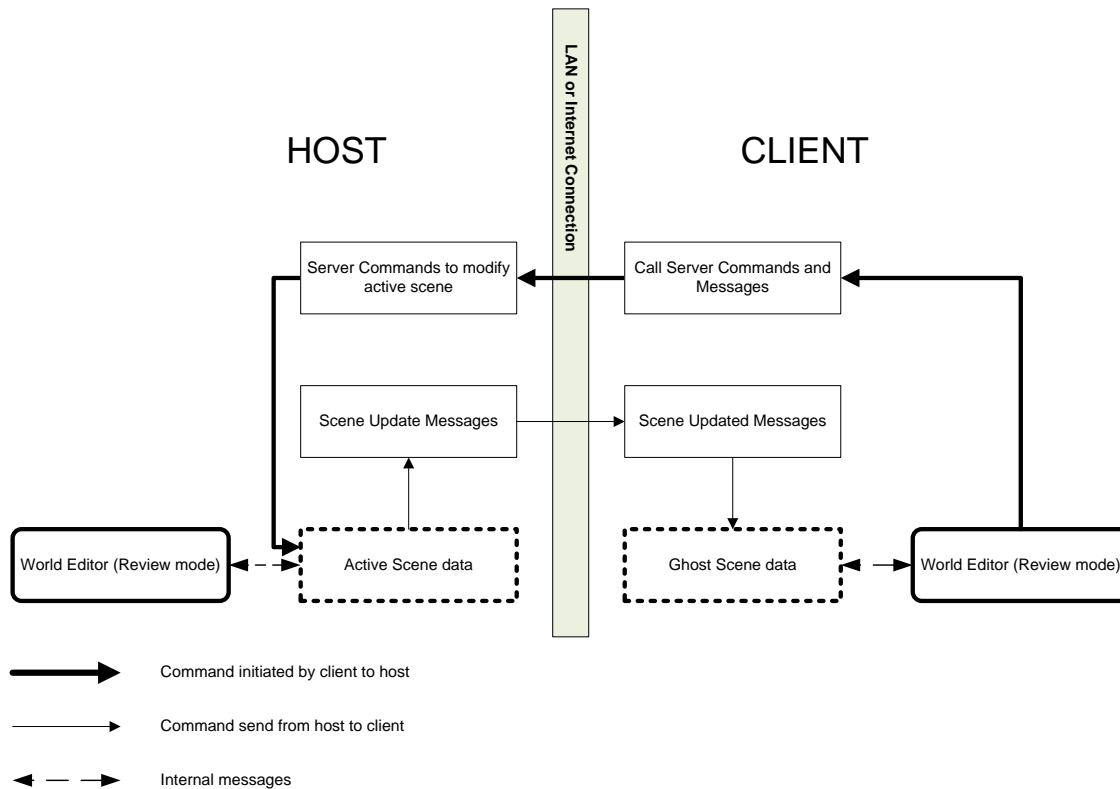 LAN or Internet Connection
HOST
CLIENT
Server Commands to modify
active scene
Call Server Commands and
Messages
Scene Update Messages
Scene Updated Messages
World Editor (Review mode)
Active Scene data
Ghost Scene data
World Editor (Review mode)
Command initiated by client to host
Command send from host to client
Internal messages